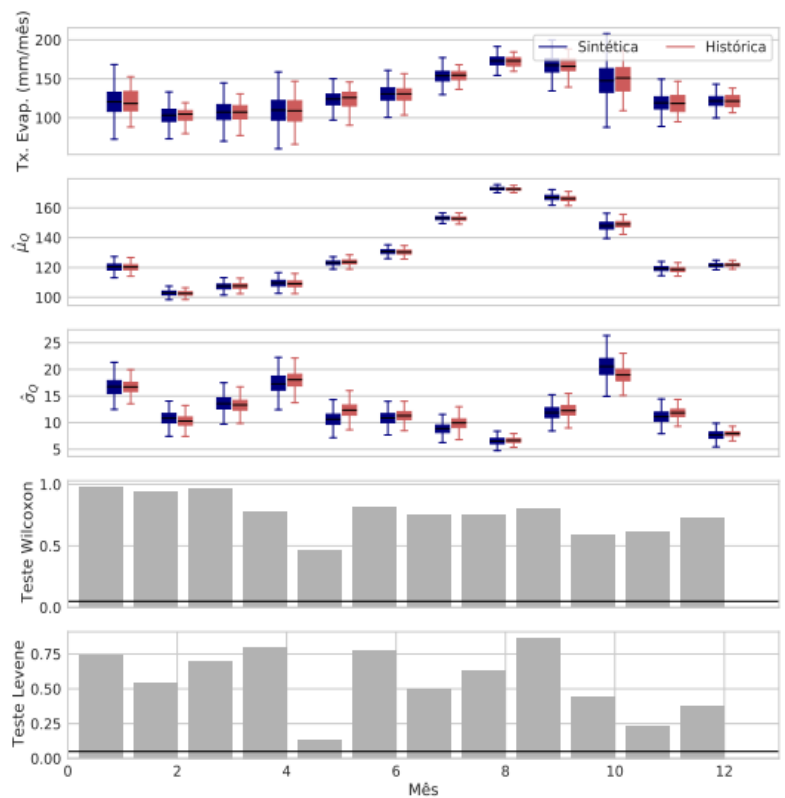 Tx. Evap. (mm/mês)
200
150
100
Sintética
Histórica
μ̂Q
160
140
120
100
σ̂Q
25
20
15
10
5
Teste Wilcoxon
1.0
0.5
0.0
Teste Levene
0.75
0.50
0.25
0.00
0 2 4 6 8 10 12
Mês